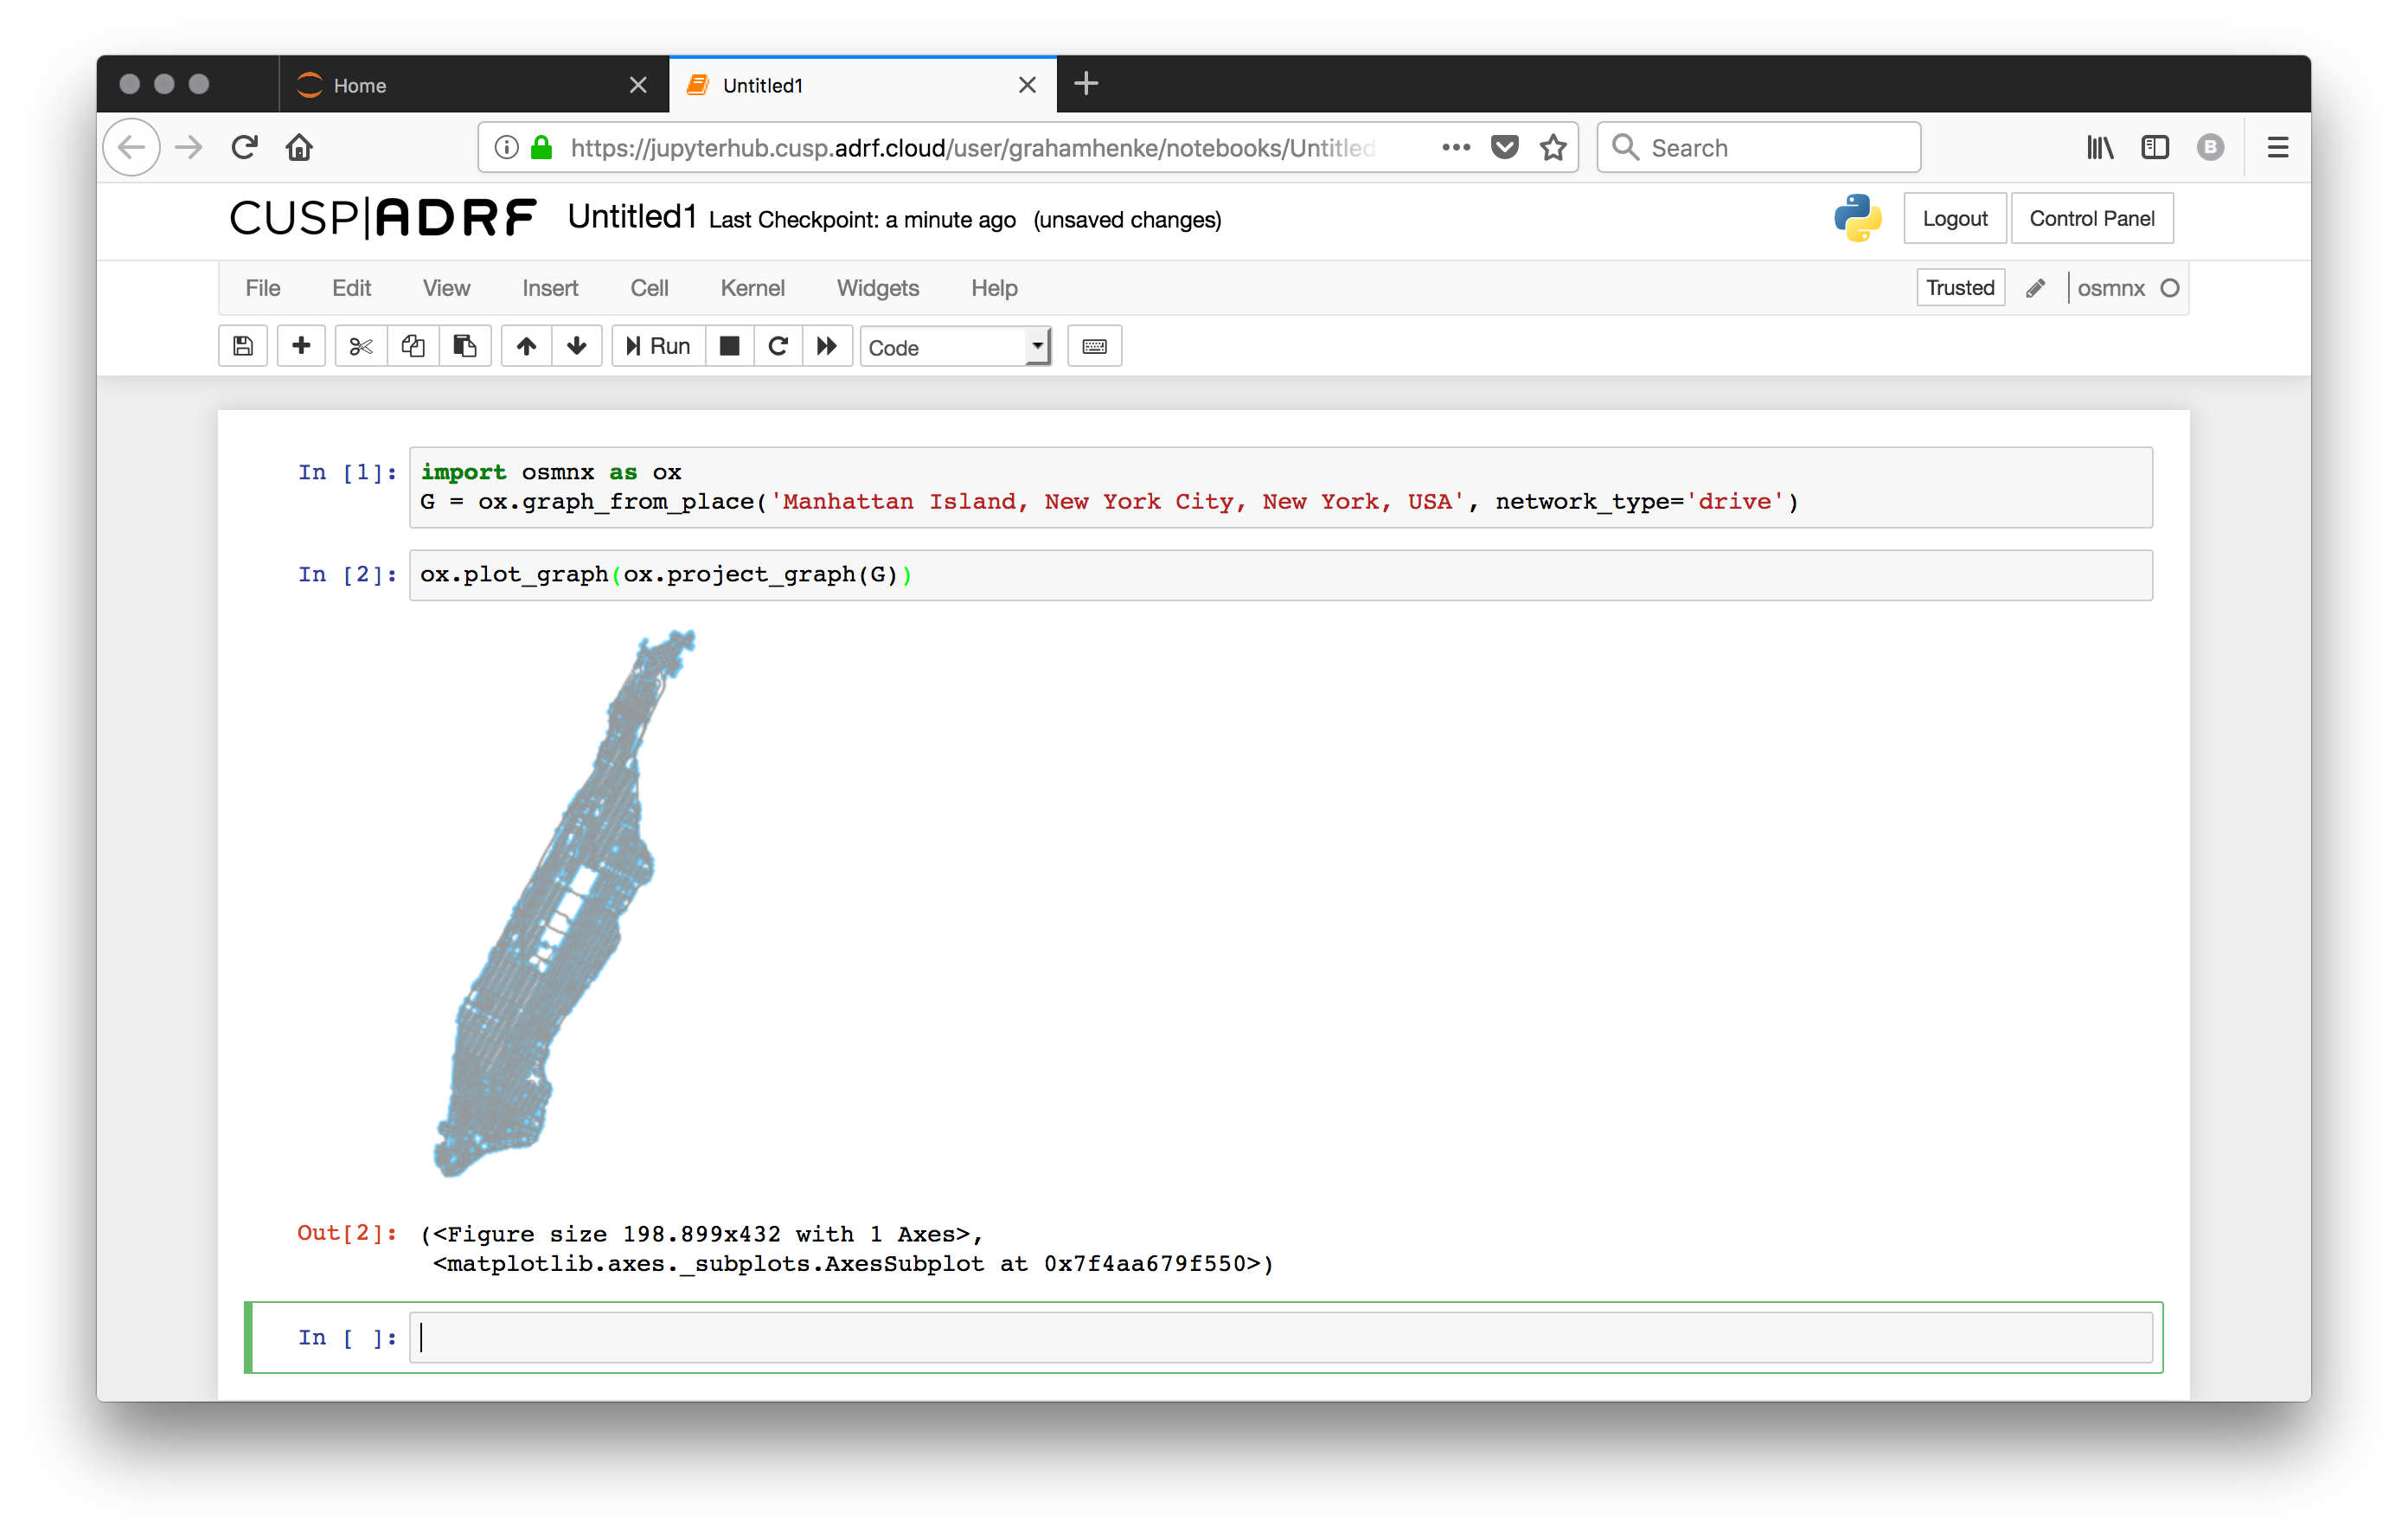 Home
Untitled1
https://jupyterhub.cusp.adrf.cloud/user/grahamhenke/notebooks/Untitled
Search
B
CUSP|ADRF Untitled1 Last Checkpoint: a minute ago (unsaved changes)
Logout
Control Panel
File Edit View Insert Cell Kernel Widgets Help
Trusted
osmnx
Run
Code
In [1]: import osmnx as ox
G = ox.graph_from_place('Manhattan Island, New York City, New York, USA', network_type='drive')
In [2]: ox.plot_graph(ox.project_graph(G))
Out[2]: (<Figure size 198.899x432 with 1 Axes>,
<matplotlib.axes._subplots.AxesSubplot at 0x7f4aa679f550>)
In [ ]: